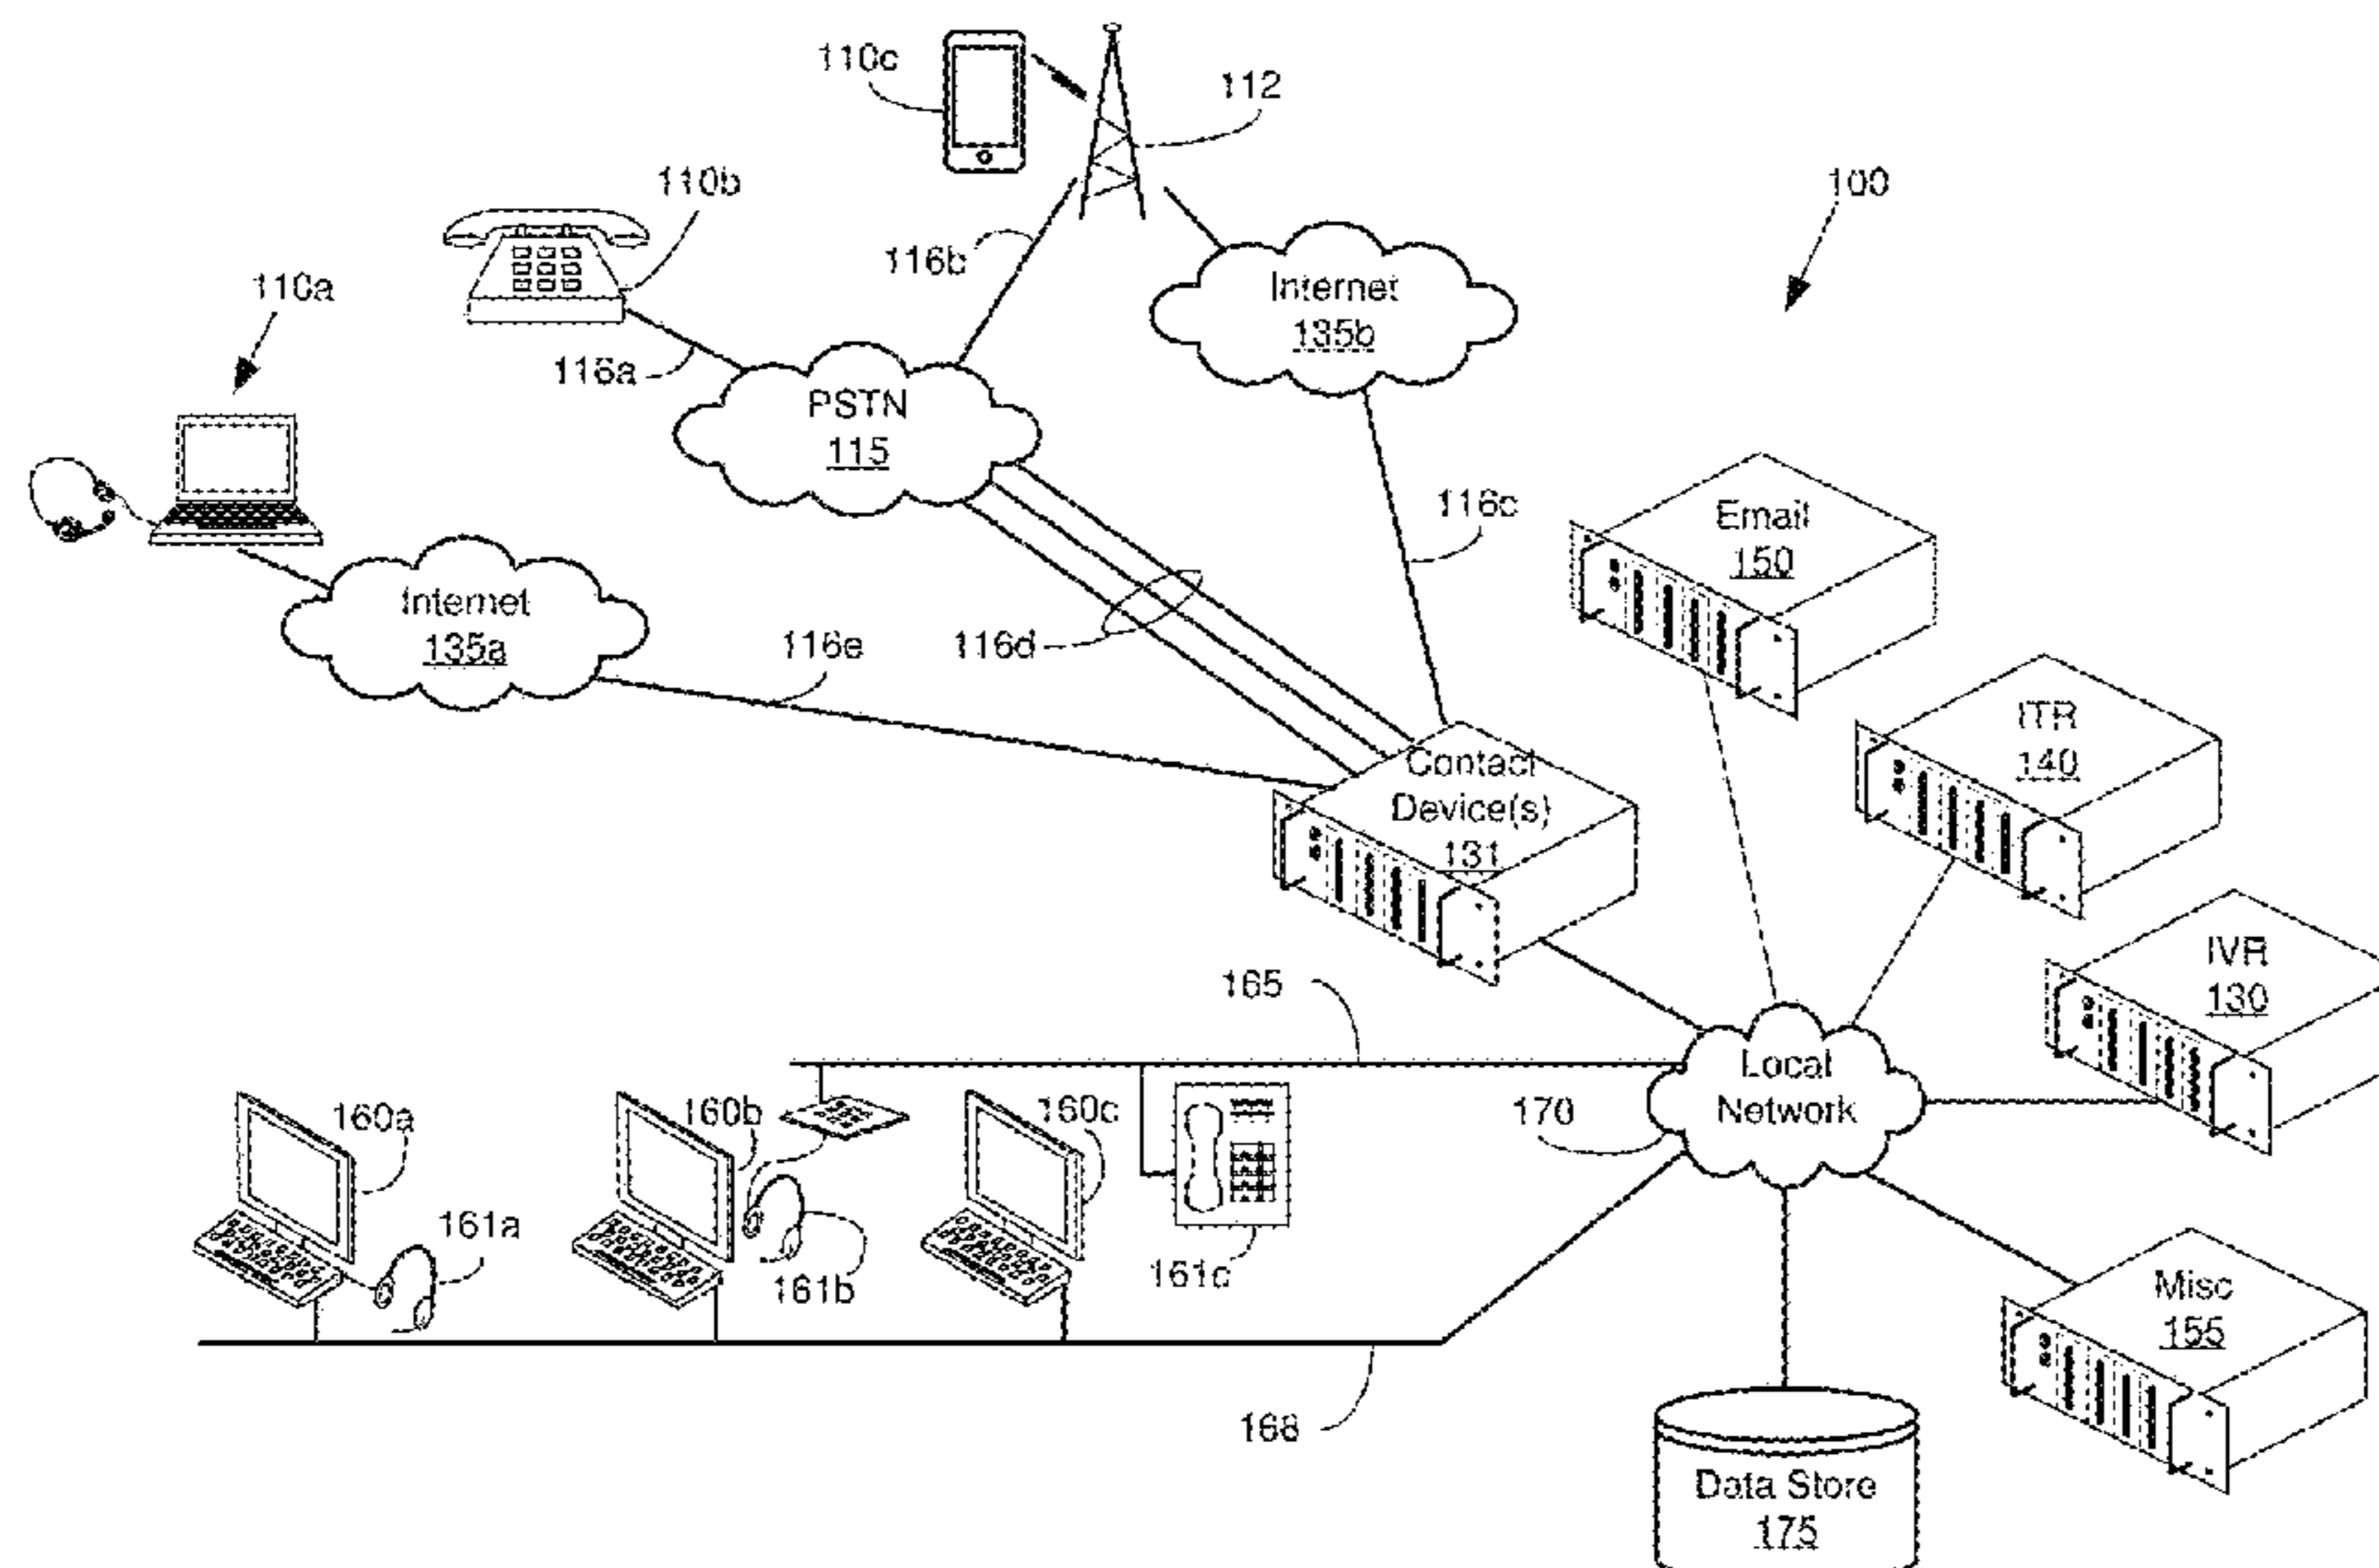 110c
112
110b
100
116b
110a
Internet
135b
116a
PSTN
115
116c
Email
150
Internet
135a
116e
116d
ITR
140
Contact
Device(s)
131
IVR
130
165
Local
Network
170
160a
160b
160c
161a
161b
161c
Misc
155
168
Data Store
175